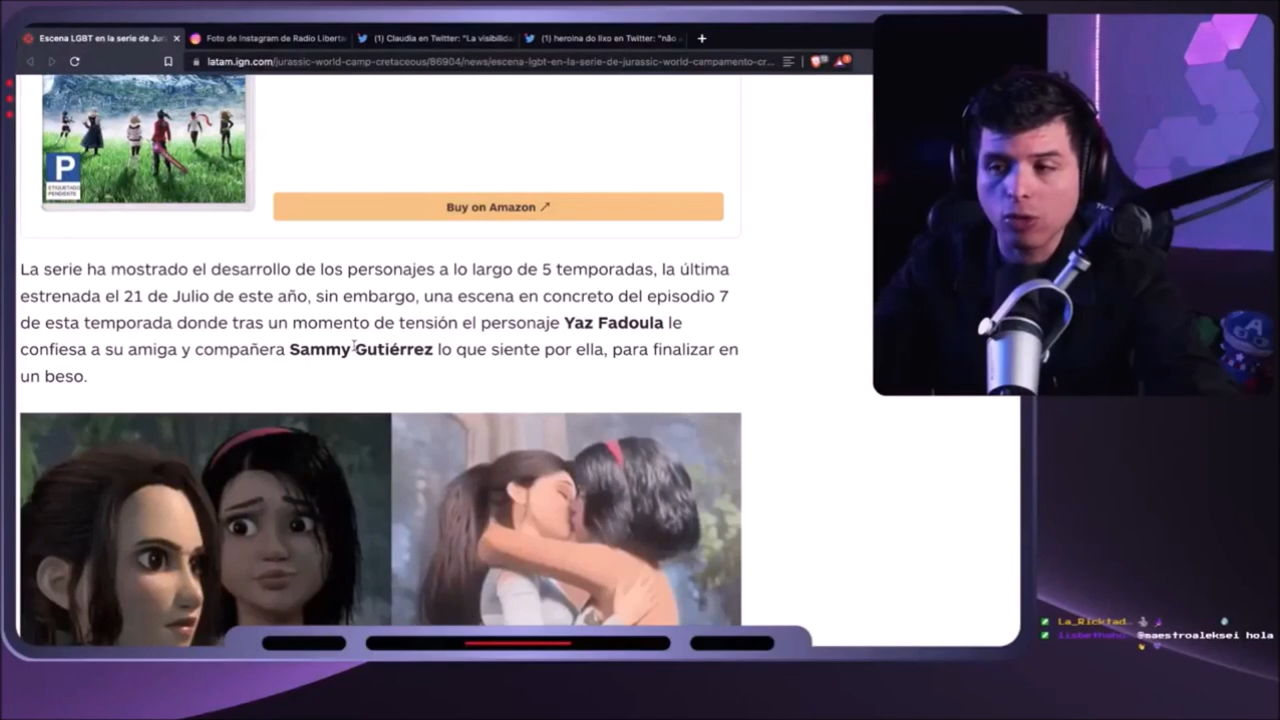 Escena LGBT en la serie de Jur
Foto de Instagram de Radio Liberta
(1) Claudia en Twitter: "La visibilida
(1) heroina do lixo en Twitter: "não
latam.ign.com/jurassic-world-camp-cretaceous/86904/news/escena-lgbt-en-la-serie-de-jurassic-world-campamento-cr...
P
ETIQUETADO
PENDIENTE
Buy on Amazon ↗
La serie ha mostrado el desarrollo de los personajes a lo largo de 5 temporadas, la última
estrenada el 21 de Julio de este año, sin embargo, una escena en concreto del episodio 7
de esta temporada donde tras un momento de tensión el personaje Yaz Fadoula le
confiesa a su amiga y compañera Sammy Gutiérrez lo que siente por ella, para finalizar en
un beso.
La_Ricktad
@maestroaleksei hola